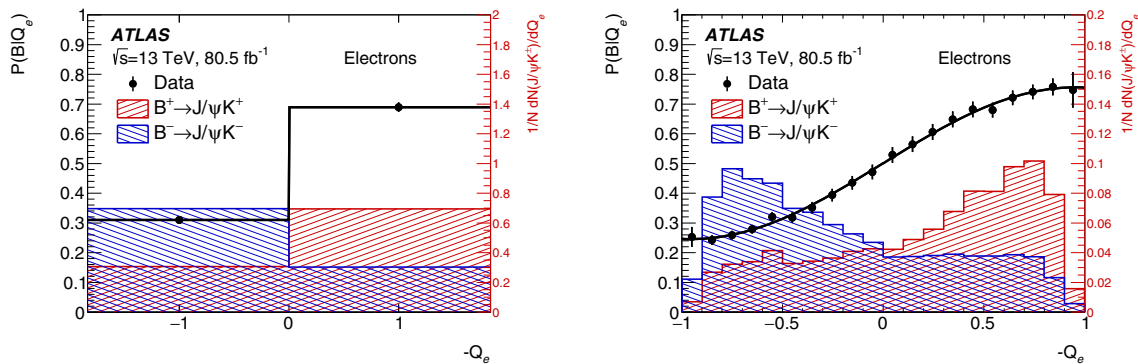 P(B|Q_e)
1
0.9
0.8
0.7
0.6
0.5
0.4
0.3
0.2
0.1
0
ATLAS
√s=13 TeV, 80.5 fb⁻¹
Electrons
Data
B⁺→J/ψK⁺
B⁻→J/ψK⁻
2
1.8
1.6
1.4
1.2
1
0.8
0.6
0.4
0.2
0
1/N dN(J/ψK^±)/dQ_e
−1 0 1
-Q_e
P(B|Q_e)
1
0.9
0.8
0.7
0.6
0.5
0.4
0.3
0.2
0.1
0
ATLAS
√s=13 TeV, 80.5 fb⁻¹
Electrons
Data
B⁺→J/ψK⁺
B⁻→J/ψK⁻
0.2
0.18
0.16
0.14
0.12
0.1
0.08
0.06
0.04
0.02
0
1/N dN(J/ψK^±)/dQ_e
−1 −0.5 0 0.5 1
-Q_e